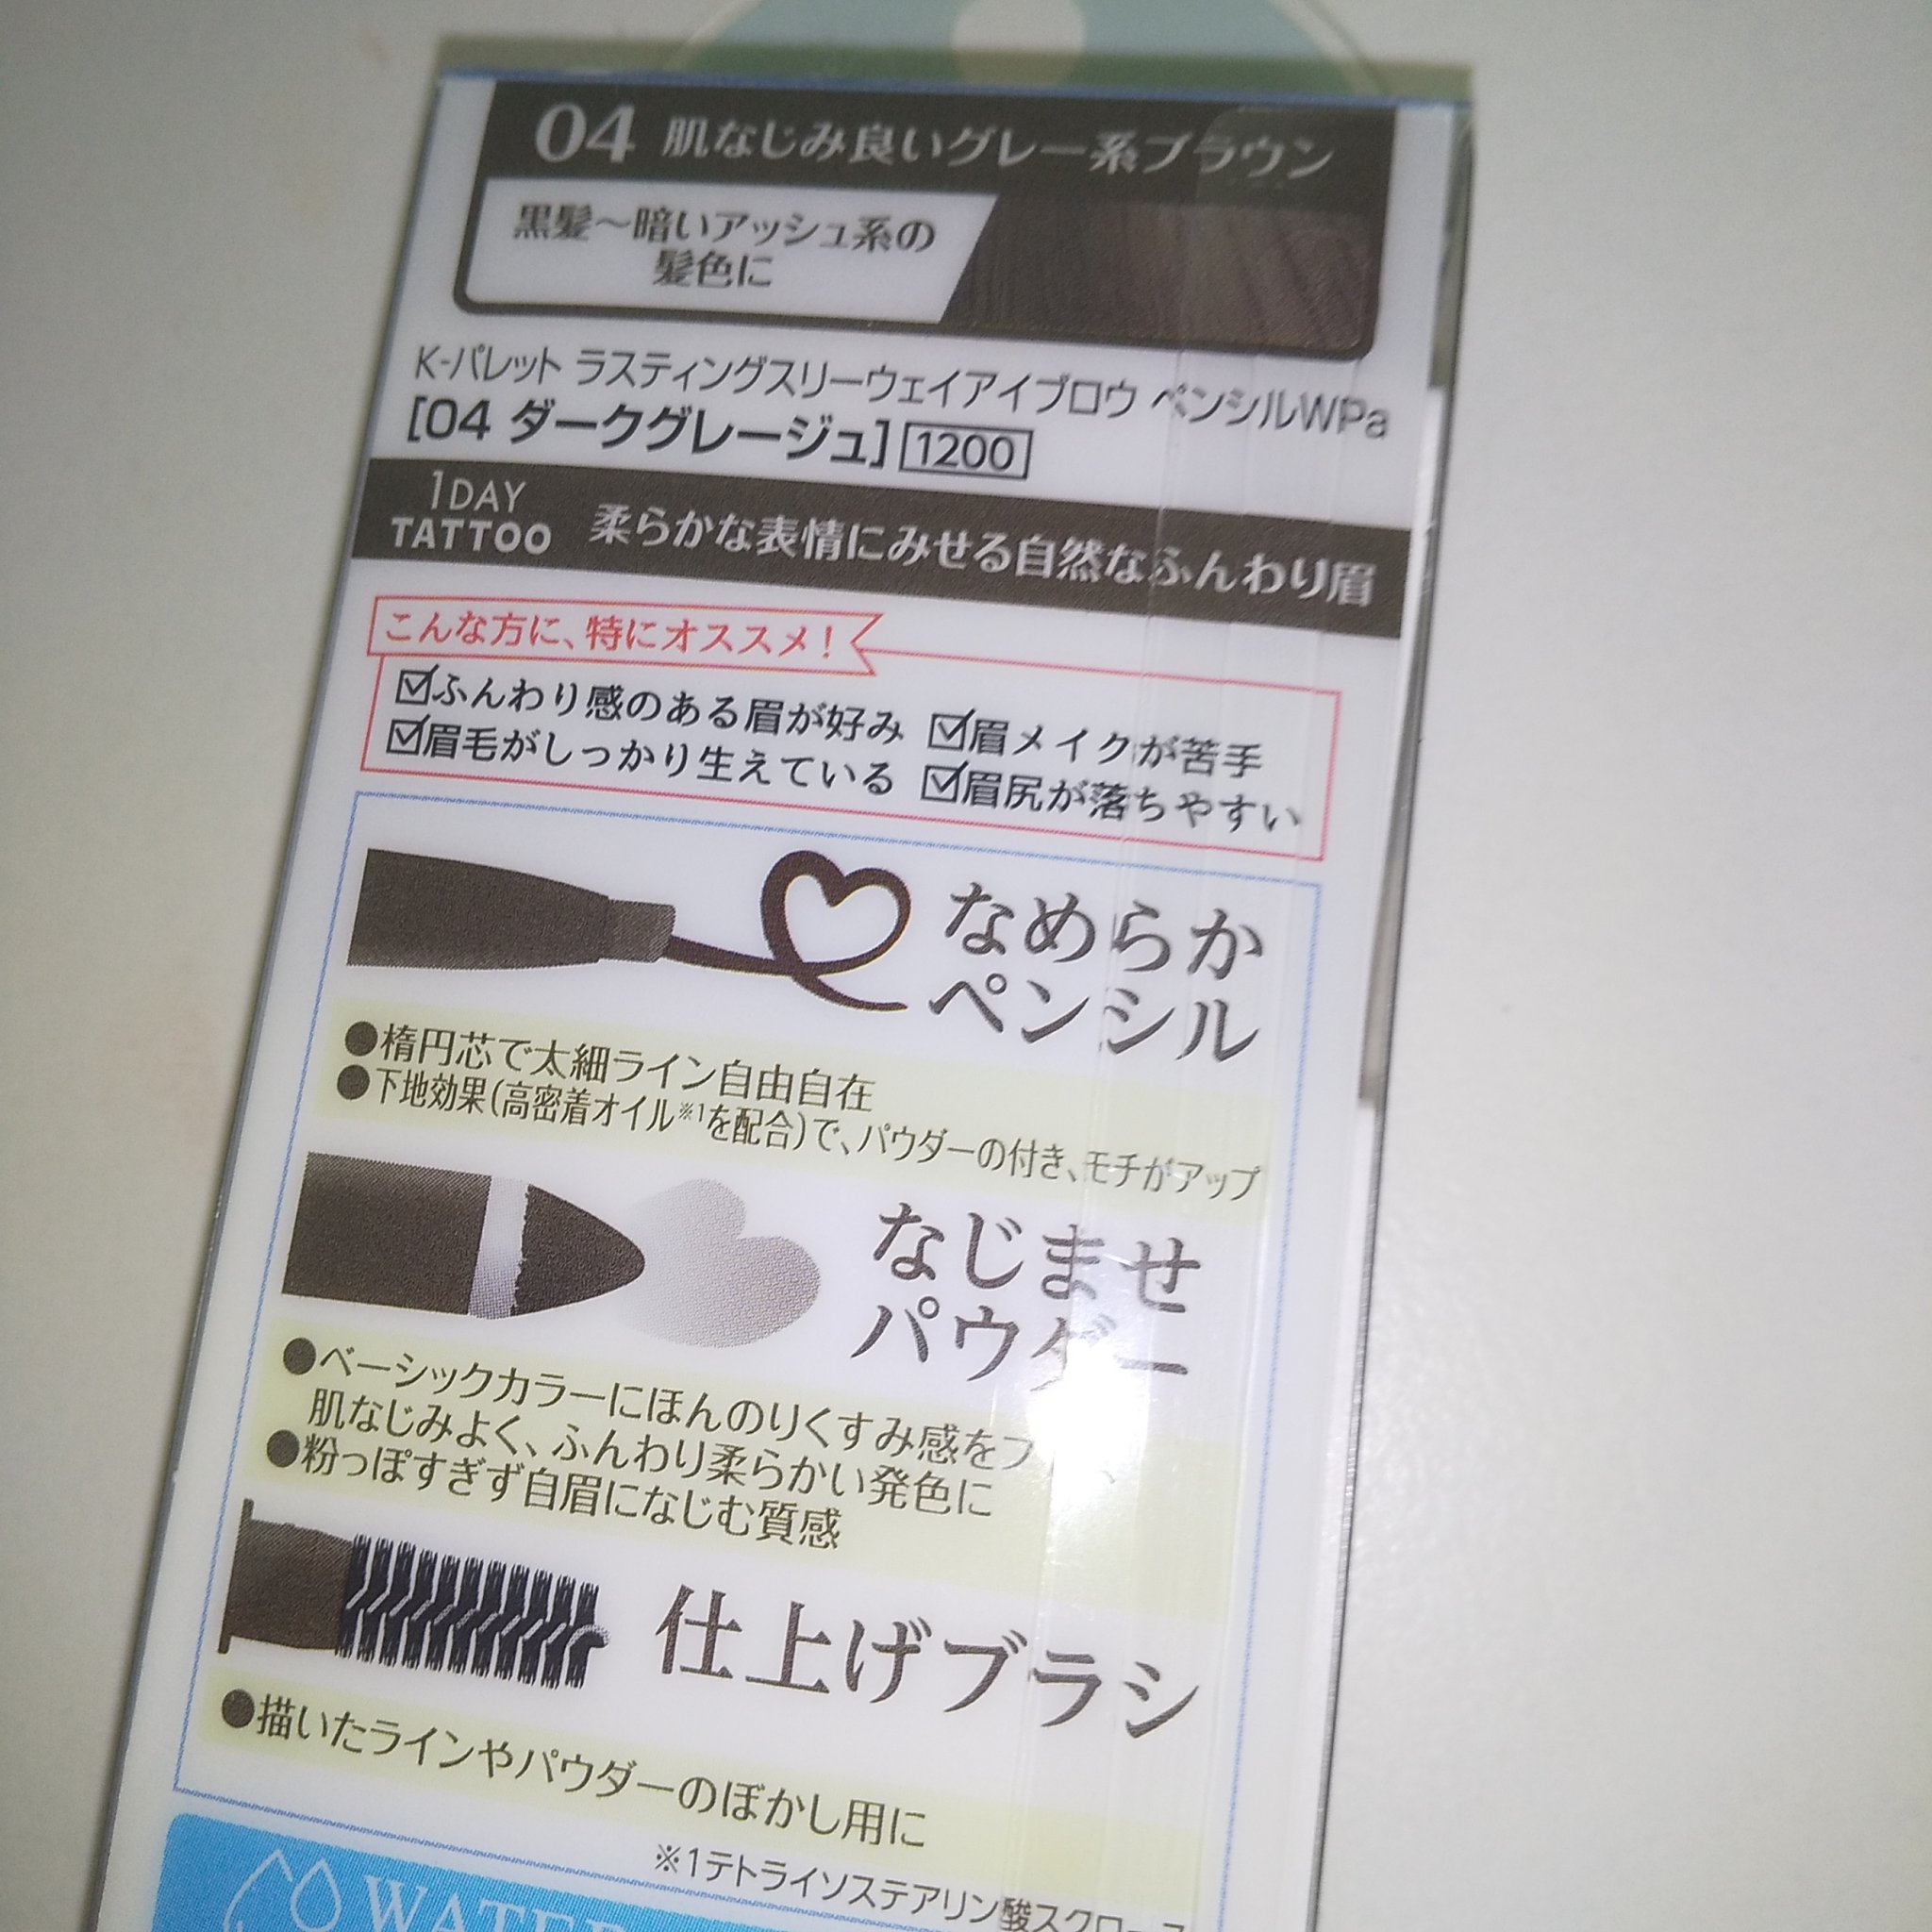 04 肌なじみ良いグレー系ブラウン
黒髪～暗いアッシュ系の
髪色に
K-パレット ラスティングスリーウェイアイブロウ ペンシルWPa
[04 ダークグレージュ] 1200
1DAY
TATTOO
柔らかな表情にみせる自然なふんわり眉
こんな方に、特にオススメ！
☑ふんわり感のある眉が好み ☑眉メイクが苦手
☑眉毛がしっかり生えている ☑眉尻が落ちやすい
なめらか
ペンシル
●楕円芯で太細ライン自由自在
●下地効果(高密着オイル※1を配合)で、パウダーの付き、モチがアップ
なじませ
パウダー
●ベーシックカラーにほんのりくすみ感を
肌なじみよく、ふんわり柔らかい発色に
●粉っぽすぎず自眉になじむ質感
仕上げブラシ
●描いたラインやパウダーのぼかし用に
※1テトライソステアリン酸スクロース